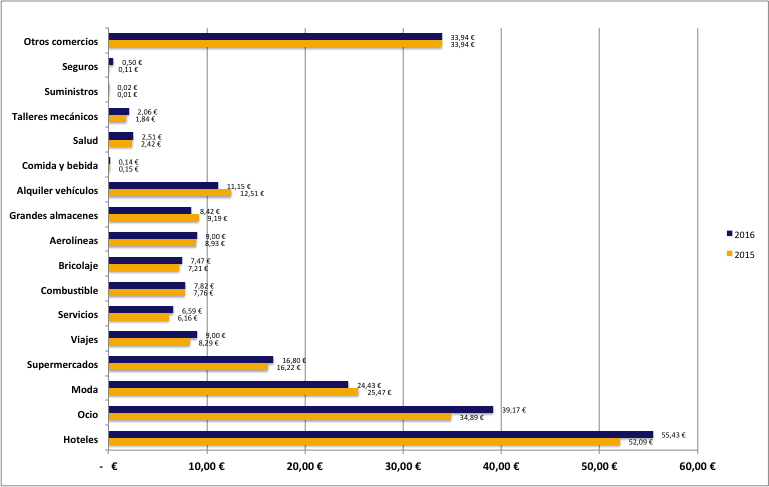 Otros comercios 33,94 €
33,94 €
Seguros 0,50 €
0,11 €
Suministros 0,02 €
0,01 €
Talleres mecánicos 2,06 €
1,84 €
Salud 2,51 €
2,42 €
Comida y bebida 0,14 €
0,15 €
Alquiler vehículos 11,15 €
12,51 €
Grandes almacenes 8,42 €
9,19 €
Aerolíneas 9,00 €
8,93 €
Bricolaje 7,47 €
7,21 €
Combustible 7,82 €
7,76 €
Servicios 6,59 €
6,16 €
Viajes 9,00 €
8,29 €
Supermercados 16,80 €
16,22 €
Moda 24,43 €
25,47 €
Ocio 39,17 €
34,89 €
Hoteles 55,43 €
52,09 €
- € 10,00 € 20,00 € 30,00 € 40,00 € 50,00 € 60,00 €
2016
2015